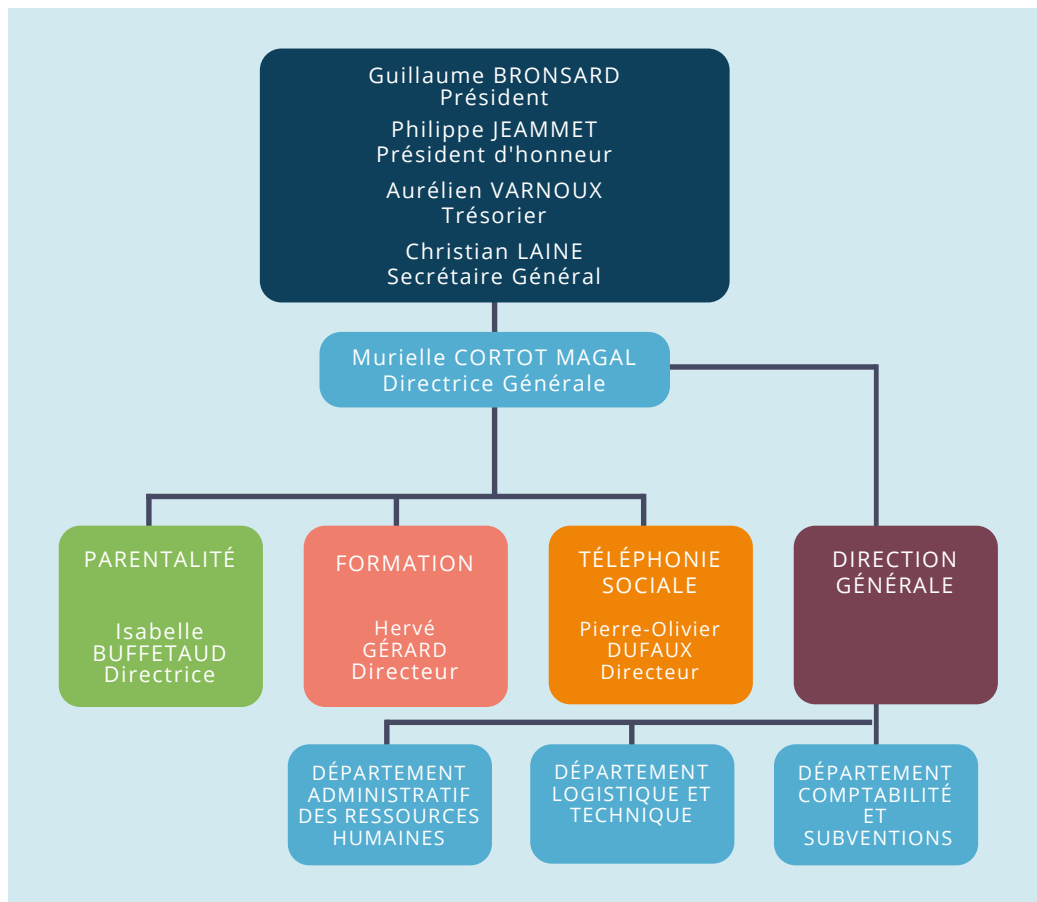 Guillaume BRONSARD
Président
Philippe JEAMMET
Président d'honneur
Aurélien VARNOUX
Trésorier
Christian LAINE
Secrétaire Général
Murielle CORTOT MAGAL
Directrice Générale
PARENTALITÉ
Isabelle
BUFFETAUD
Directrice
FORMATION
Hervé
GÉRARD
Directeur
TÉLÉPHONIE
SOCIALE
Pierre-Olivier
DUFAUX
Directeur
DIRECTION
GÉNÉRALE
DÉPARTEMENT
ADMINISTRATIF
DES RESSOURCES
HUMAINES
DÉPARTEMENT
LOGISTIQUE ET
TECHNIQUE
DÉPARTEMENT
COMPTABILITÉ
ET
SUBVENTIONS